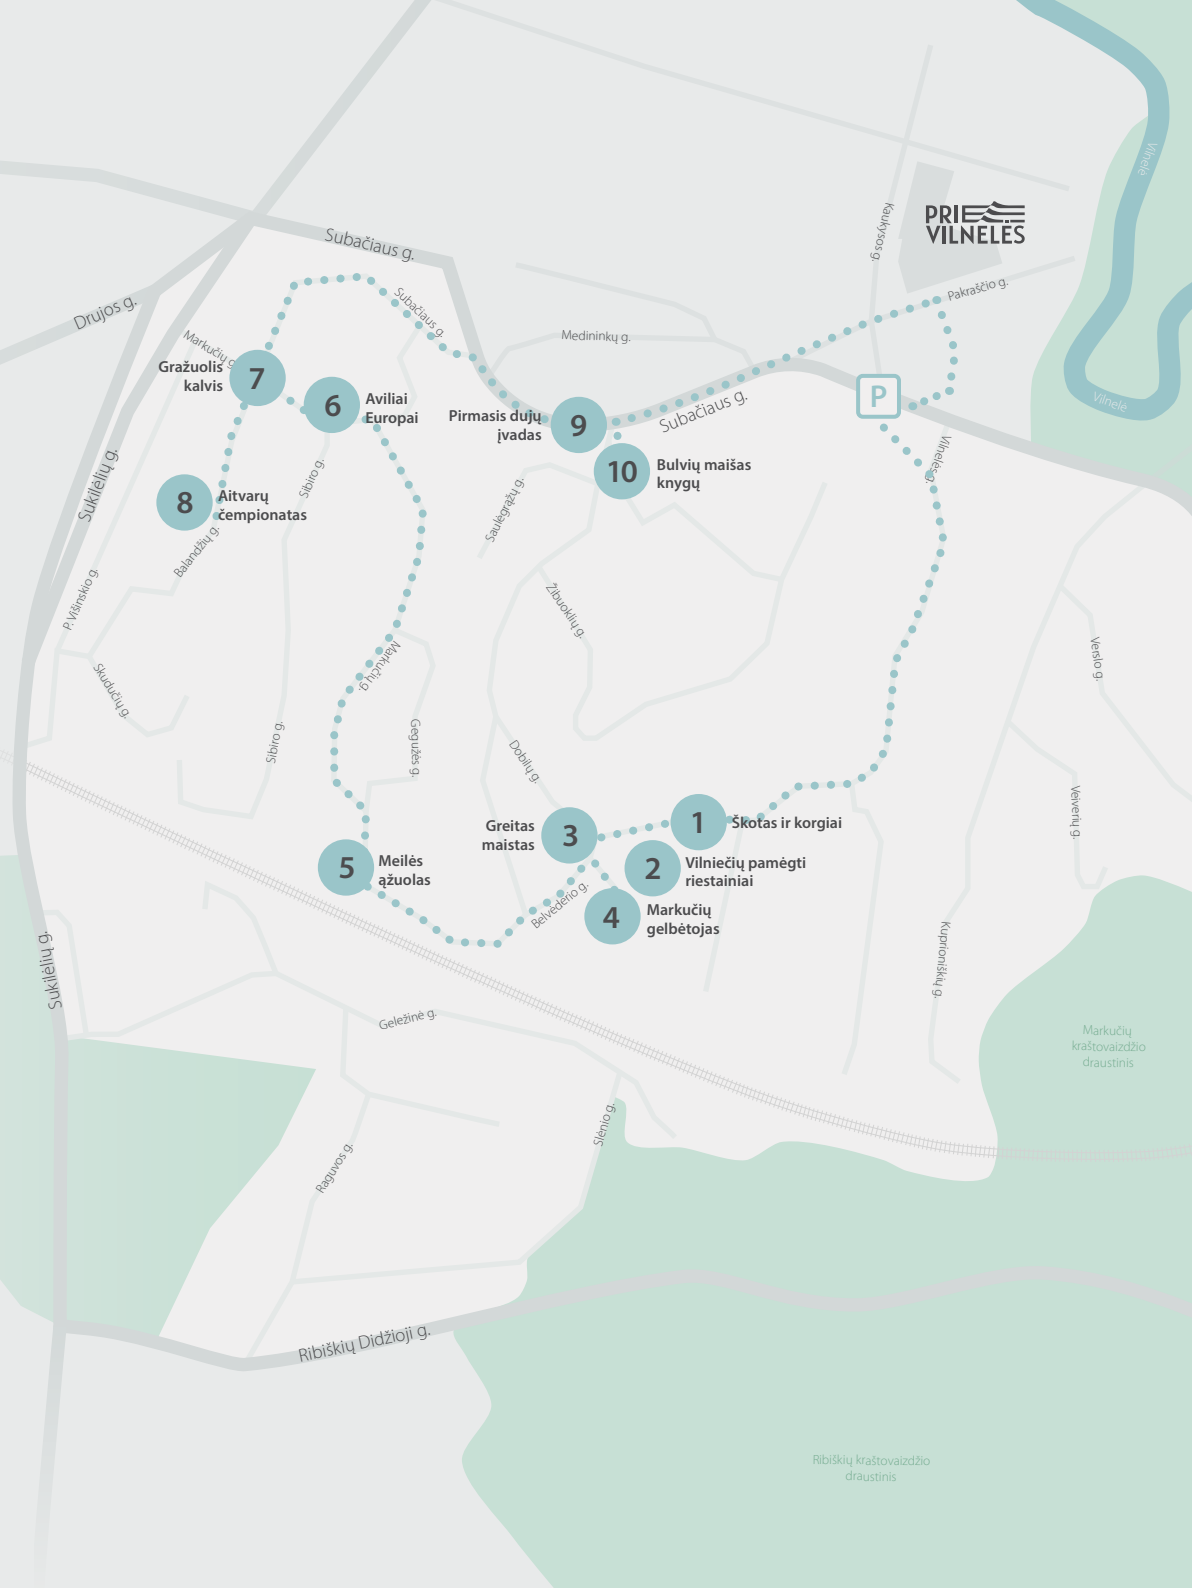 Vilnelė
Kaukysos g.
PRIE
VILNELĖS
Pakraščio g.
Subačiaus g.
Drujos g.
Subačiaus g.
Medininkų g.
Markučių g.
Gražuolis
kalvis
7
6
Aviliai
Europai
P
Vilnelė
Subačiaus g.
Pirmasis dujų
įvadas
9
10
Bulvių maišas
knygų
Vilnelės g.
Sukilėlių g.
Sibiro g.
8
Aitvarų
čempionatas
Saulėgrąžų g.
Balandžių g.
P. Višinskio g.
Žibuoklių g.
Markučių g.
Verslo g.
Skudučių g.
Sibiro g.
Gegužės g.
Dobilų g.
Veiverių g.
Greitas
maistas
3
1
Škotas ir korgiai
5
Meilės
ąžuolas
2
Vilniečių pamėgti
riestainiai
Belvederio g.
4
Markučių
gelbėtojas
Sukilėlių g.
Kuprioniškių g.
Geležinė g.
Markučių
kraštovaizdžio
draustinis
Slėnio g.
Raguvos g.
Ribiškių Didžioji g.
Ribiškių kraštovaizdžio
draustinis